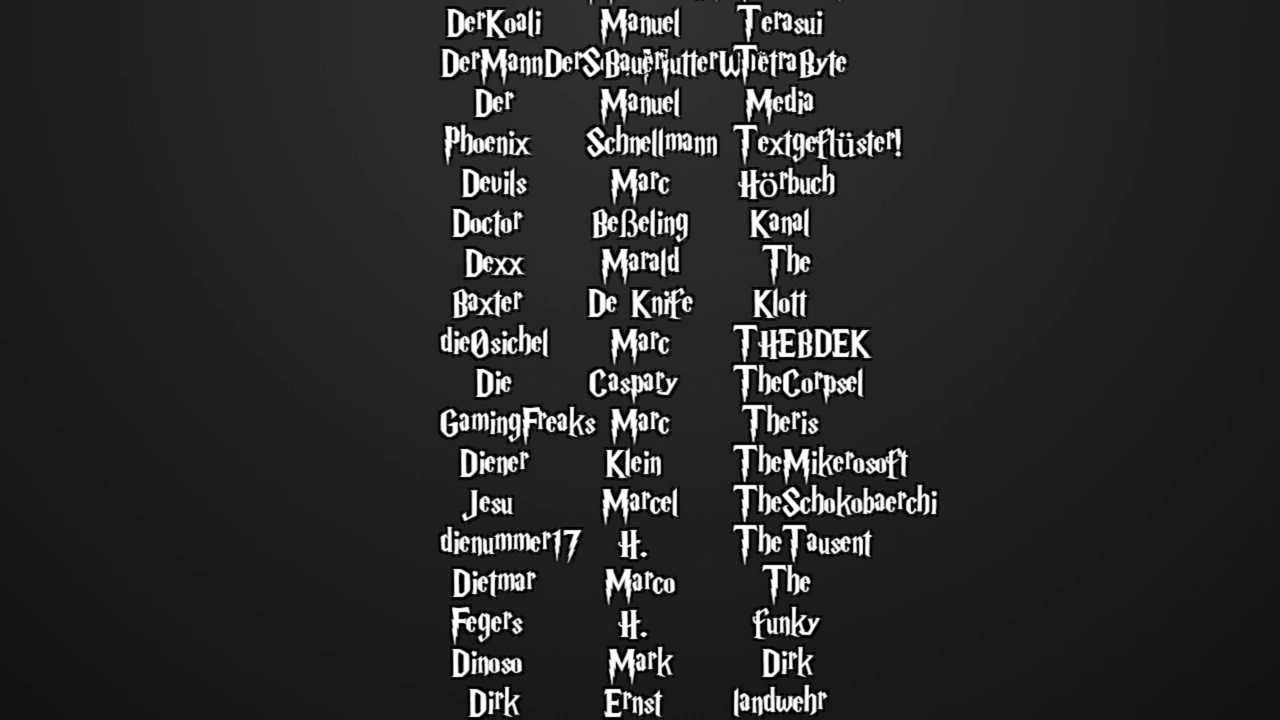 DerKoali Manuel Terasui
TetraByte
Der Manuel Media
Phoenix Schnellmann Textgeflüster!
Devils Marc Hörbuch
Doctor Beßeling Kanal
Dexx Marald The
Baxter De Knife Klott
die0sichel Marc THEBDEK
Die Caspary TheCorpsel
GamingFreaks Marc Theris
Diener Klein TheMikerosoft
Jesu Marcel TheSchokobaerchi
dienummer17 H. TheTausent
Dietmar Marco The
Fegers H. funky
Dinoso Mark Dirk
Dirk Ernst landwehr